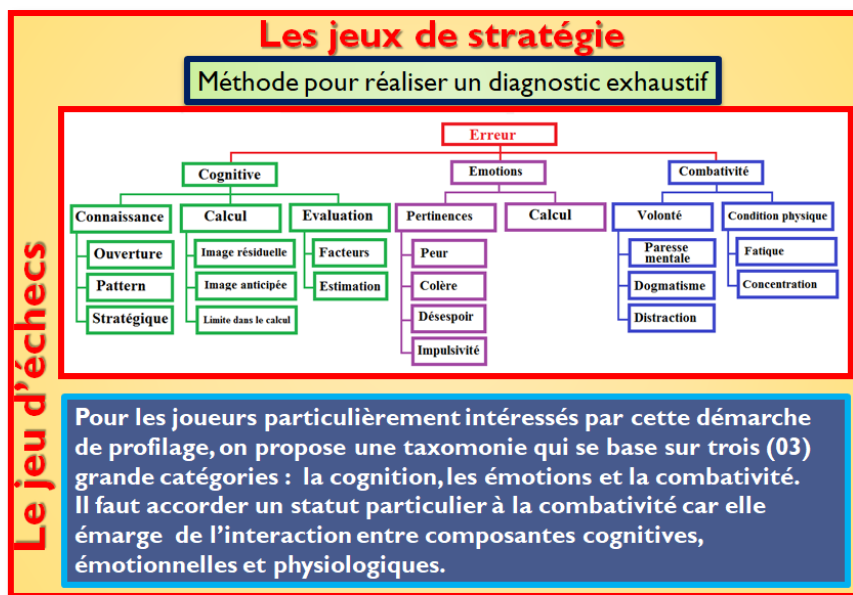 Les jeux de stratégie
Méthode pour réaliser un diagnostic exhaustif
Le jeu d'échecs
Erreur
Cognitive
Emotions
Combativité
Connaissance
Calcul
Evaluation
Pertinences
Calcul
Volonté
Condition physique
Ouverture
Pattern
Stratégique
Image résiduelle
Image anticipée
Limite dans le calcul
Facteurs
Estimation
Peur
Colère
Désespoir
Impulsivité
Paresse
mentale
Dogmatisme
Distraction
Fatique
Concentration
Pour les joueurs particulièrement intéressés par cette démarche
de profilage, on propose une taxomonie qui se base sur trois (03)
grande catégories : la cognition, les émotions et la combativité.
Il faut accorder un statut particulier à la combativité car elle
émarge de l'interaction entre composantes cognitives,
émotionnelles et physiologiques.